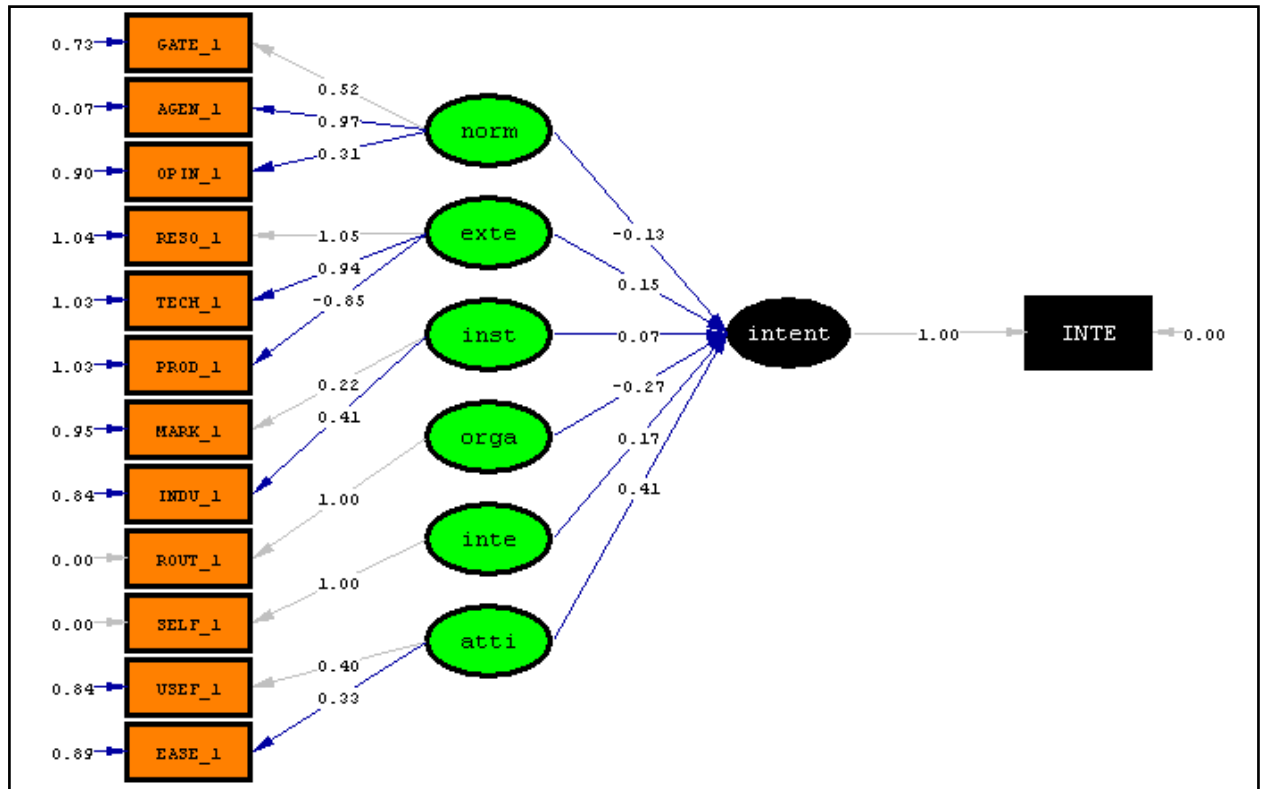 0.73 GATE_1
0.52
0.07 AGEN_1
0.97
norm
0.90 OPIN_1
0.31
1.04 RESO_1
1.05
exte
-0.13
0.94
0.15
1.03 TECH_1
-0.85
1.03 PROD_1
inst
0.07
intent
1.00
INTE
0.00
0.22
-0.27
0.95 MARK_1
0.41
orga
0.17
0.84 INDU_1
1.00
0.41
0.00 ROUT_1
inte
1.00
0.00 SELF_1
atti
0.40
0.84 USEF_1
0.33
0.89 EASE_1